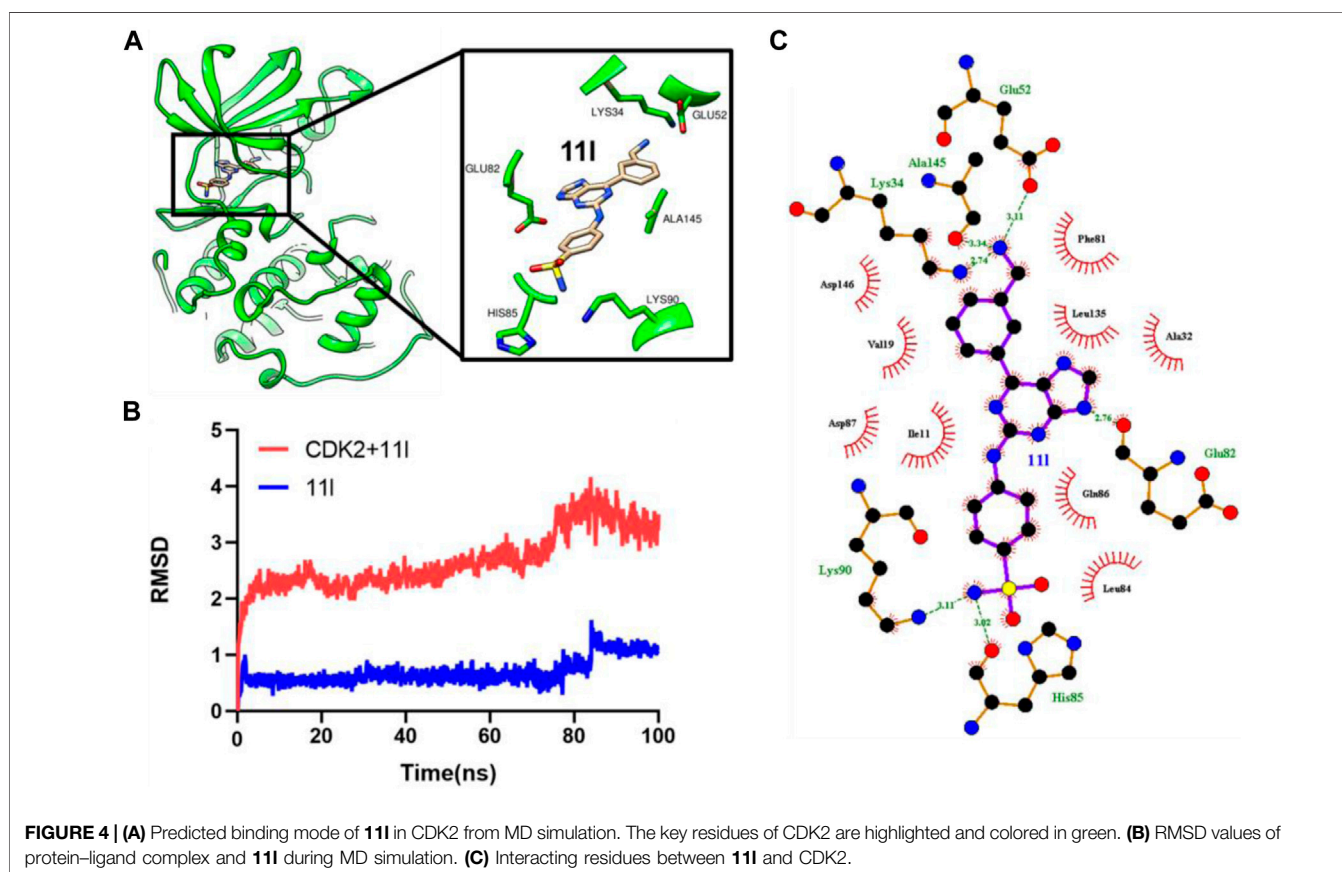 A
LYS34
GLU52
11l
GLU82
ALA145
HIS85
LYS90
B
5
4
3
2
1
0
RMSD
CDK2+11l
11l
0
20
40
60
80
100
Time(ns)
C
Glu52
Ala145
Lys34
3.11
3.34
2.74
Phe81
Asp146
Leu135
Ala32
Val19
Asp87
Ile11
2.76
11l
Glu82
Gln86
Lys90
Leu84
3.11
3.02
His85
FIGURE 4 | (A) Predicted binding mode of 11l in CDK2 from MD simulation. The key residues of CDK2 are highlighted and colored in green. (B) RMSD values of
protein–ligand complex and 11l during MD simulation. (C) Interacting residues between 11l and CDK2.